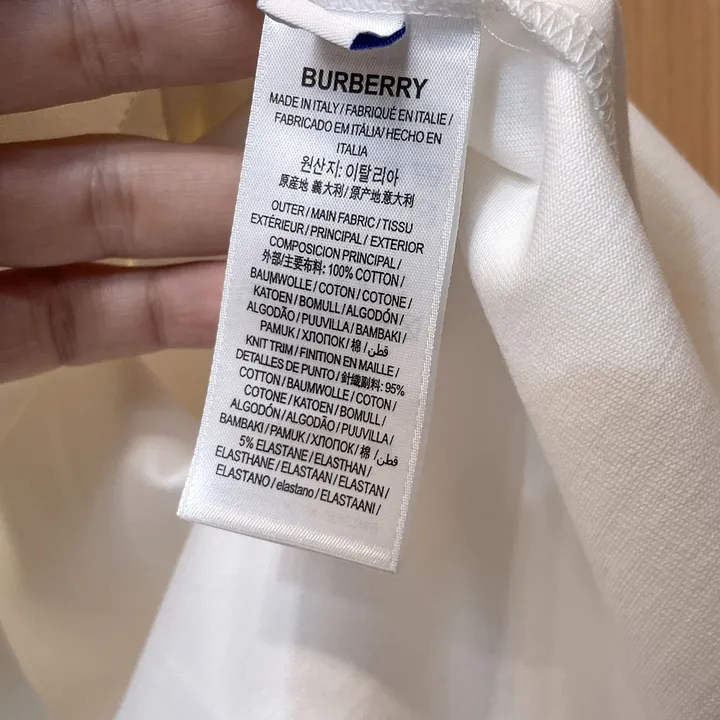 BURBERRY
MADE IN ITALY / FABRIQUÉ EN ITALIE /
FABRICADO EM ITÁLIA / HECHO EN
ITALIA
원산지: 이탈리아
原産地 義大利 / 原产地意大利
OUTER / MAIN FABRIC / TISSU
EXTÉRIEUR / PRINCIPAL / EXTERIOR
COMPOSICION PRINCIPAL /
外部/主要布料: 100% COTTON /
BAUMWOLLE / COTON / COTONE /
KATOEN / BOMULL / ALGODÓN /
ALGODÃO / PUUVILLA / BAMBAKI /
PAMUK / ХЛОПОК / 棉 / قطن/
KNIT TRIM / FINITION EN MAILLE /
DETALLES DE PUNTO / 針織副料: 95%
COTTON / BAUMWOLLE / COTON /
COTONE / KATOEN / BOMULL /
ALGODÓN / ALGODÃO / PUUVILLA /
BAMBAKI / PAMUK / ХЛОПОК / 棉 / قطن/
5% ELASTANE / ELASTHAN /
ELASTHANE / ELASTAAN / ELASTAN /
ELASTANO / elastano / ELASTAANI /